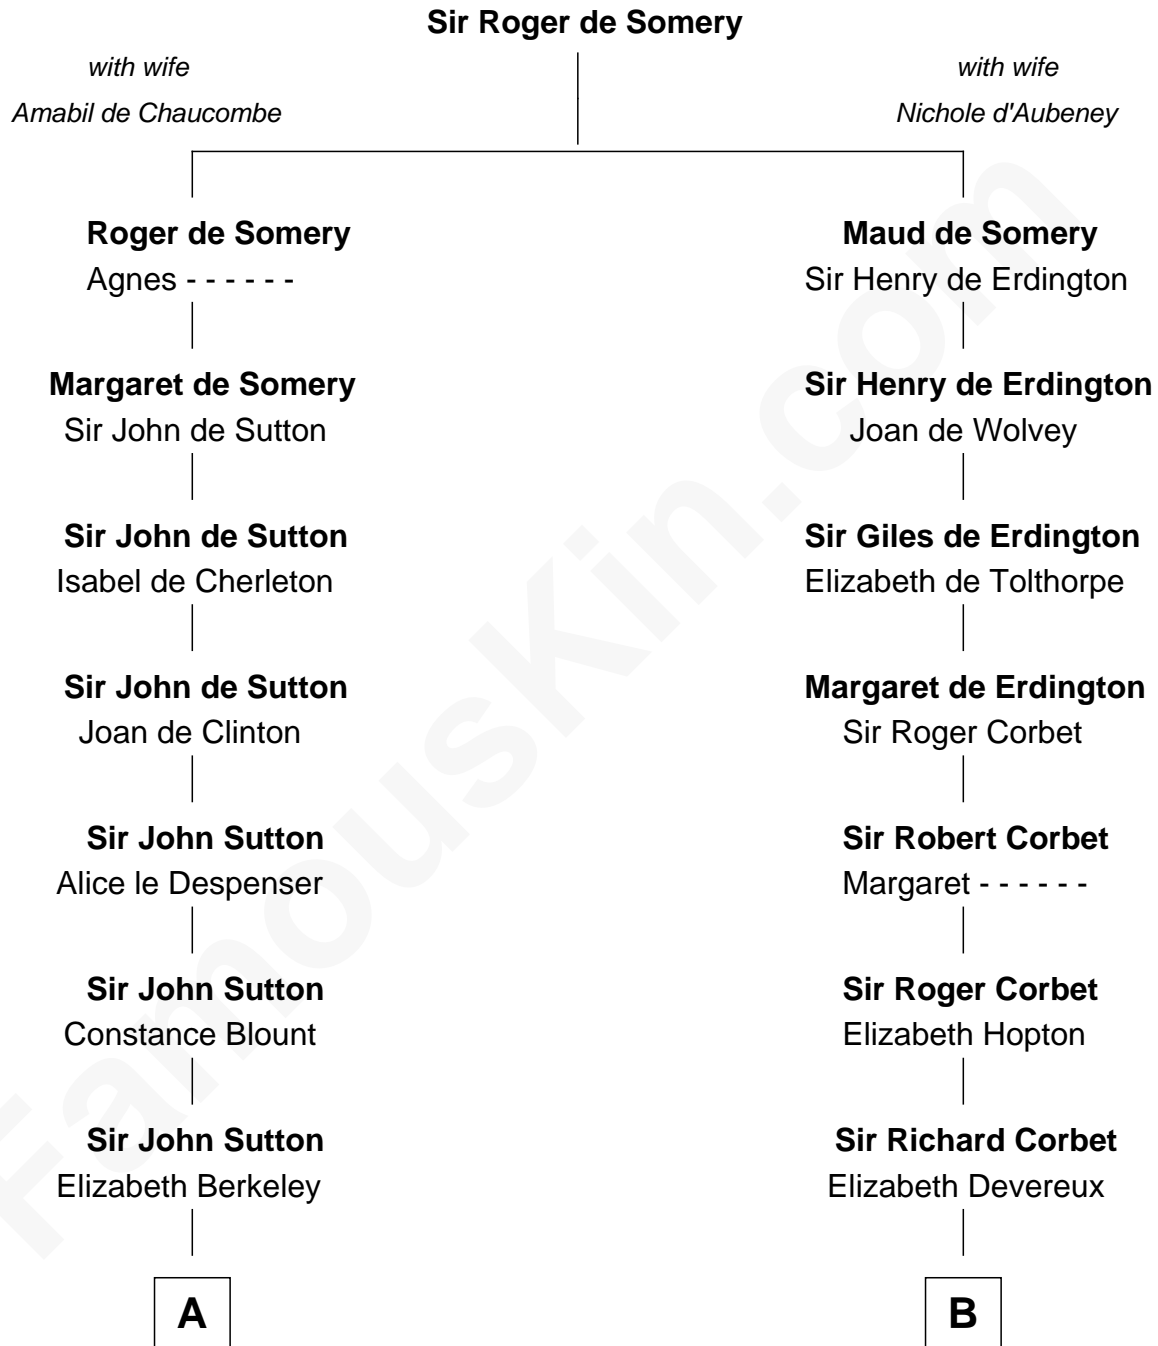 Sir Roger de Somery
with wife
Amabil de Chaucombe
with wife
Nichole d'Aubeney
Roger de Somery
Agnes - - - - - -
Margaret de Somery
Sir John de Sutton
Sir John de Sutton
Isabel de Cherleton
Sir John de Sutton
Joan de Clinton
Sir John Sutton
Alice le Despenser
Sir John Sutton
Constance Blount
Sir John Sutton
Elizabeth Berkeley
A
Maud de Somery
Sir Henry de Erdington
Sir Henry de Erdington
Joan de Wolvey
Sir Giles de Erdington
Elizabeth de Tolthorpe
Margaret de Erdington
Sir Roger Corbet
Sir Robert Corbet
Margaret - - - - - -
Sir Roger Corbet
Elizabeth Hopton
Sir Richard Corbet
Elizabeth Devereux
B
FamousKin.com